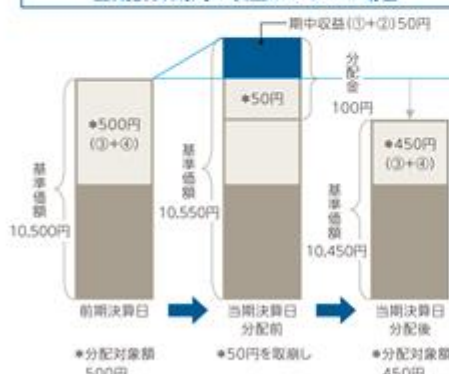 期中収益(①+②)50円
分配金
100円
*50円
*500円
(③+④)
*450円
(③+④)
基準価額
10,500円
基準価額
10,550円
基準価額
10,450円
前期決算日
当期決算日
分配前
当期決算日
分配後
*分配対象額
500円
*50円を取崩し
*分配対象額
450円